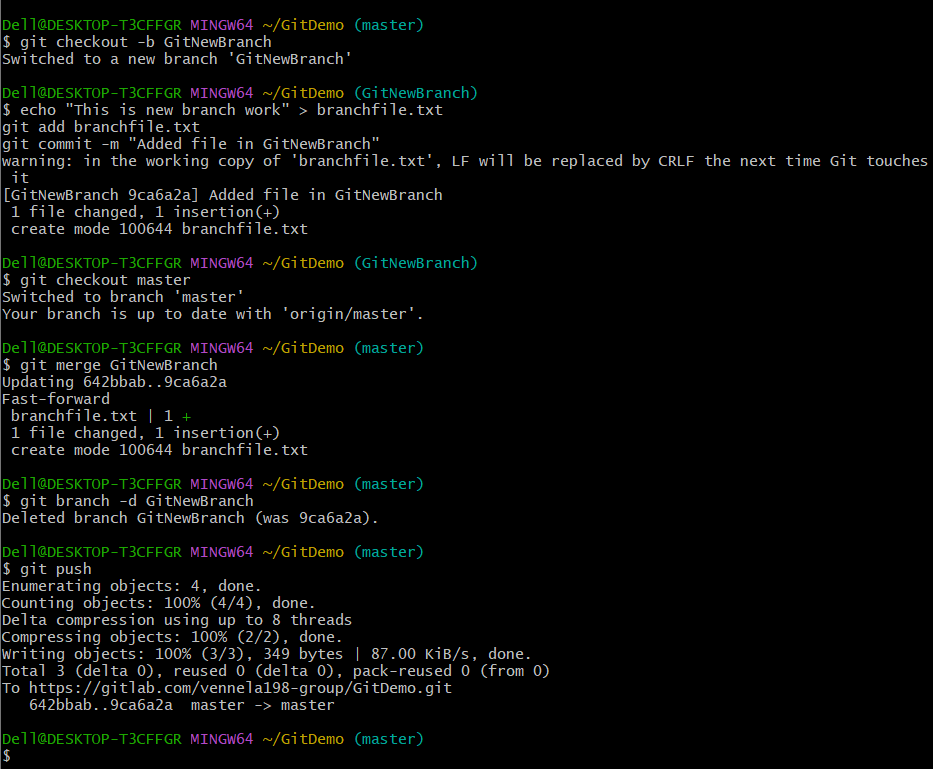 Dell@DESKTOP-T3CFFGR MINGW64 ~/GitDemo (master)
$ git checkout -b GitNewBranch
Switched to a new branch 'GitNewBranch'
Dell@DESKTOP-T3CFFGR MINGW64 ~/GitDemo (GitNewBranch)
$ echo "This is new branch work" > branchfile.txt
git add branchfile.txt
git commit -m "Added file in GitNewBranch"
warning: in the working copy of 'branchfile.txt', LF will be replaced by CRLF the next time Git touches
 it
[GitNewBranch 9ca6a2a] Added file in GitNewBranch
 1 file changed, 1 insertion(+)
 create mode 100644 branchfile.txt
Dell@DESKTOP-T3CFFGR MINGW64 ~/GitDemo (GitNewBranch)
$ git checkout master
Switched to branch 'master'
Your branch is up to date with 'origin/master'.
Dell@DESKTOP-T3CFFGR MINGW64 ~/GitDemo (master)
$ git merge GitNewBranch
Updating 642bbab..9ca6a2a
Fast-forward
 branchfile.txt | 1 +
 1 file changed, 1 insertion(+)
 create mode 100644 branchfile.txt
Dell@DESKTOP-T3CFFGR MINGW64 ~/GitDemo (master)
$ git branch -d GitNewBranch
Deleted branch GitNewBranch (was 9ca6a2a).
Dell@DESKTOP-T3CFFGR MINGW64 ~/GitDemo (master)
$ git push
Enumerating objects: 4, done.
Counting objects: 100% (4/4), done.
Delta compression using up to 8 threads
Compressing objects: 100% (2/2), done.
Writing objects: 100% (3/3), 349 bytes | 87.00 KiB/s, done.
Total 3 (delta 0), reused 0 (delta 0), pack-reused 0 (from 0)
To https://gitlab.com/vennela198-group/GitDemo.git
   642bbab..9ca6a2a  master -> master
Dell@DESKTOP-T3CFFGR MINGW64 ~/GitDemo (master)
$